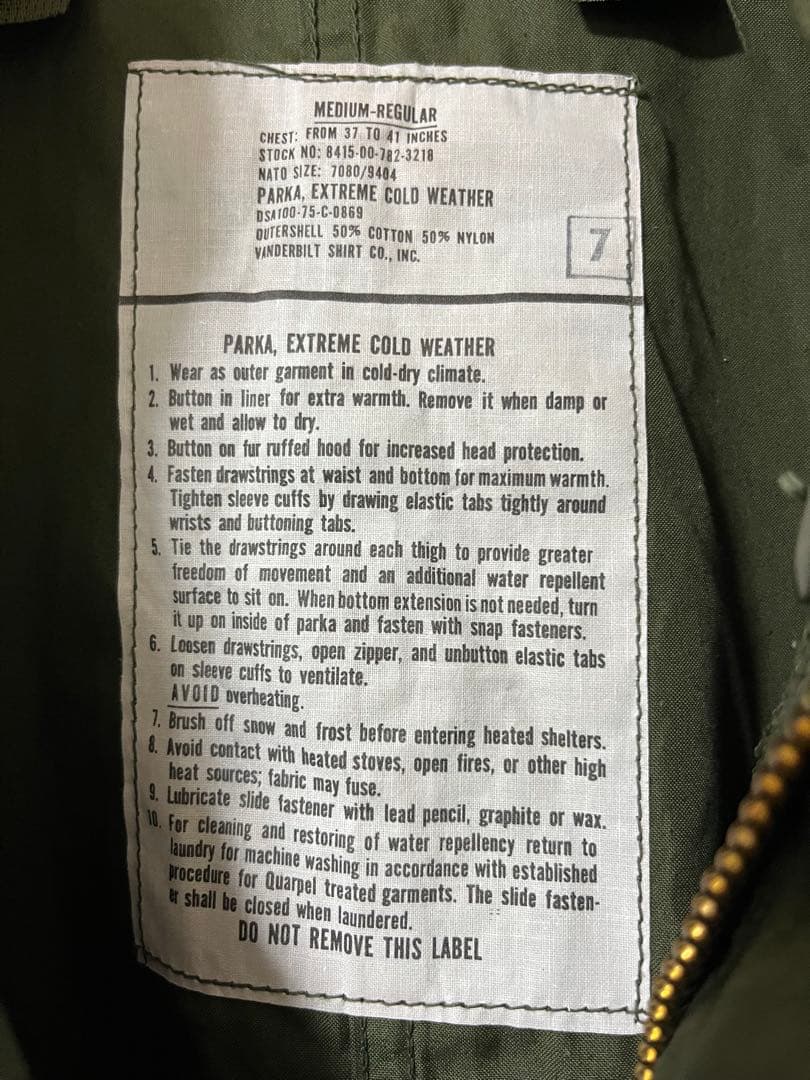 MEDIUM-REGULAR
CHEST: FROM 37 TO 41 INCHES
STOCK NO: 8415-00-782-3218
NATO SIZE: 7080/9404
PARKA, EXTREME COLD WEATHER
DSA100-75-C-0869
OUTERSHELL 50% COTTON 50% NYLON
VANDERBILT SHIRT CO., INC.
7
PARKA, EXTREME COLD WEATHER
1. Wear as outer garment in cold-dry climate.
2. Button in liner for extra warmth. Remove it when damp or
wet and allow to dry.
3. Button on fur ruffed hood for increased head protection.
4. Fasten drawstrings at waist and bottom for maximum warmth.
Tighten sleeve cuffs by drawing elastic tabs tightly around
wrists and buttoning tabs.
5. Tie the drawstrings around each thigh to provide greater
freedom of movement and an additional water repellent
surface to sit on. When bottom extension is not needed, turn
it up on inside of parka and fasten with snap fasteners.
6. Loosen drawstrings, open zipper, and unbutton elastic tabs
on sleeve cuffs to ventilate.
AVOID overheating.
7. Brush off snow and frost before entering heated shelters.
8. Avoid contact with heated stoves, open fires, or other high
heat sources; fabric may fuse.
9. Lubricate slide fastener with lead pencil, graphite or wax.
10. For cleaning and restoring of water repellency return to
laundry for machine washing in accordance with established
procedure for Quarpel treated garments. The slide fasten-
er shall be closed when laundered.
DO NOT REMOVE THIS LABEL